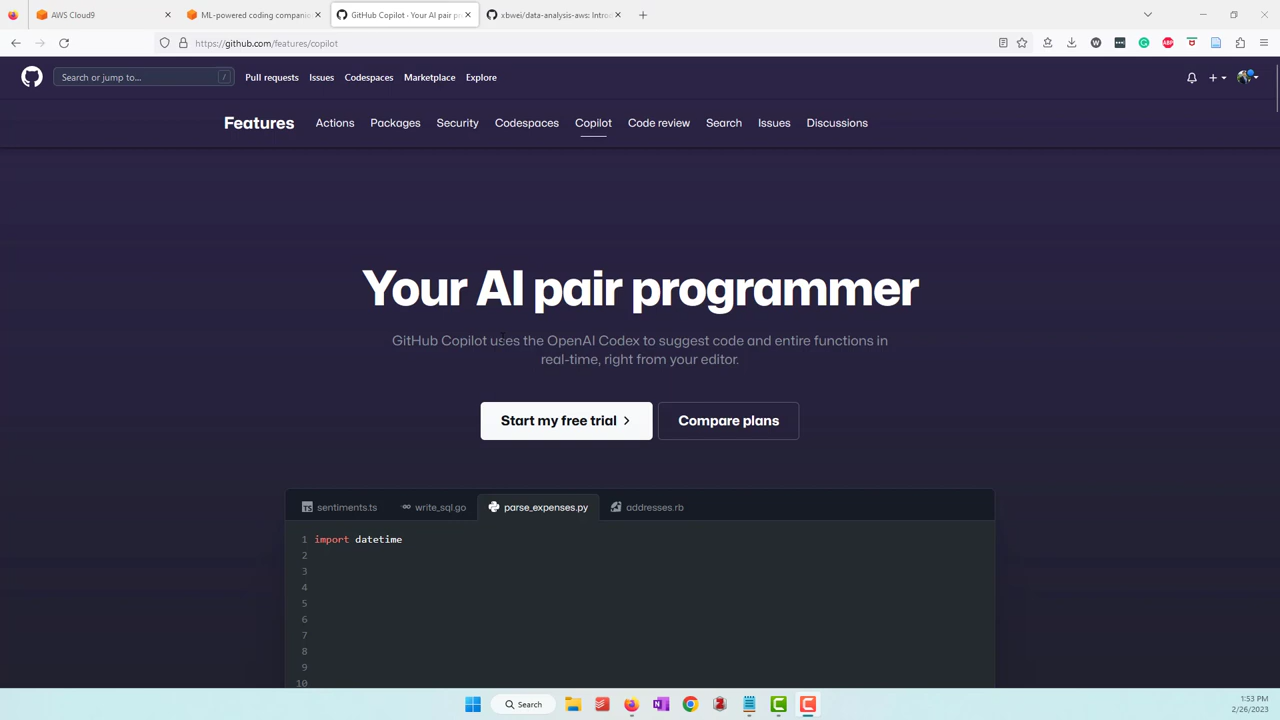 AWS Cloud9
ML-powered coding companio
GitHub Copilot · Your AI pair pr
xbwei/data-analysis-aws: Introd
https://github.com/features/copilot
Search or jump to...
/
Pull requests
Issues
Codespaces
Marketplace
Explore
Features
Actions
Packages
Security
Codespaces
Copilot
Code review
Search
Issues
Discussions
Your AI pair programmer
GitHub Copilot uses the OpenAI Codex to suggest code and entire functions in
real-time, right from your editor.
Start my free trial
Compare plans
TS
sentiments.ts
write_sql.go
parse_expenses.py
addresses.rb
1 import datetime
2
3
4
5
6
7
8
9
10
Search
1:53 PM
2/26/2023